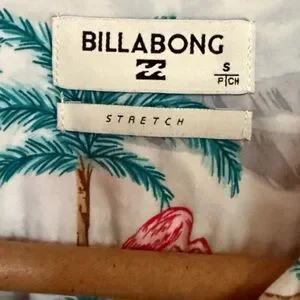 BILLABONG
S
P|CH
STRETCH